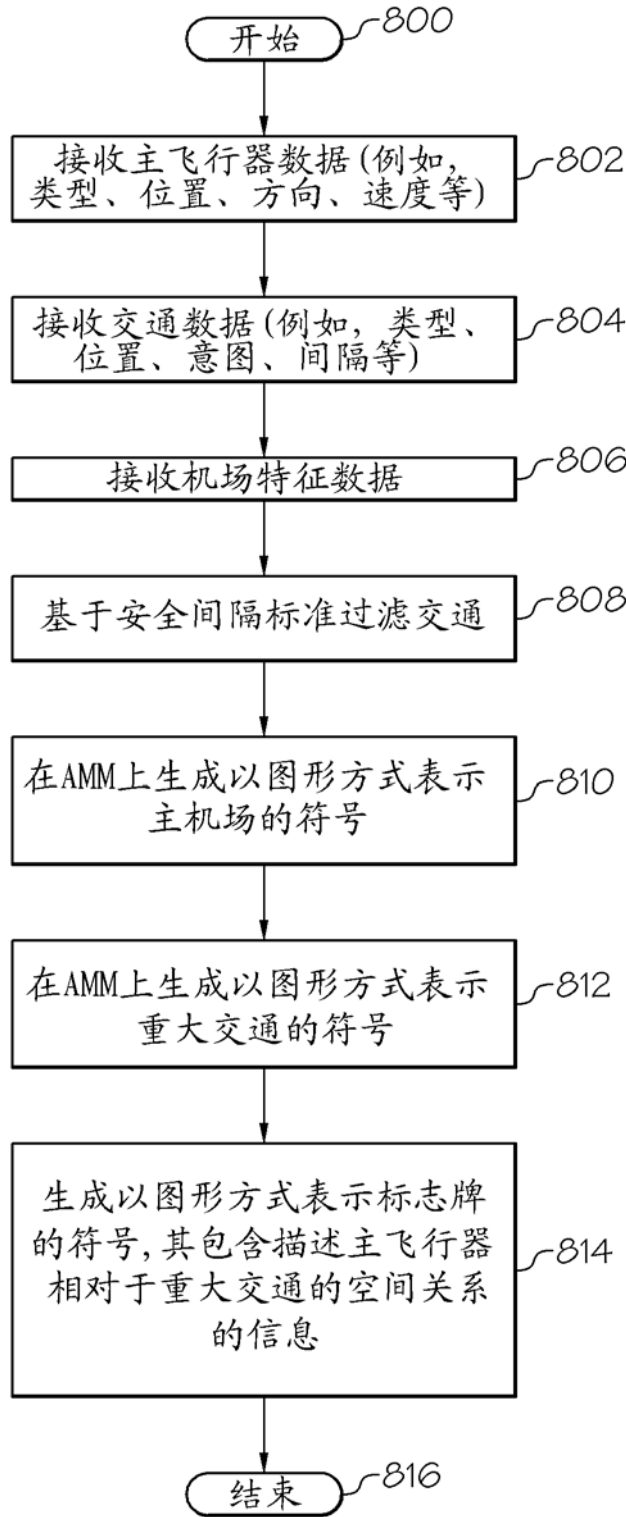 开始
800
接收主飞行器数据(例如,
类型、位置、方向、速度等)
802
接收交通数据(例如, 类型、
位置、意图、间隔等)
804
接收机场特征数据
806
基于安全间隔标准过滤交通
808
在AMM上生成以图形方式表示
主机场的符号
810
在AMM上生成以图形方式表示
重大交通的符号
812
生成以图形方式表示标志牌
的符号,其包含描述主飞行器
相对于重大交通的空间关系
的信息
814
结束
816